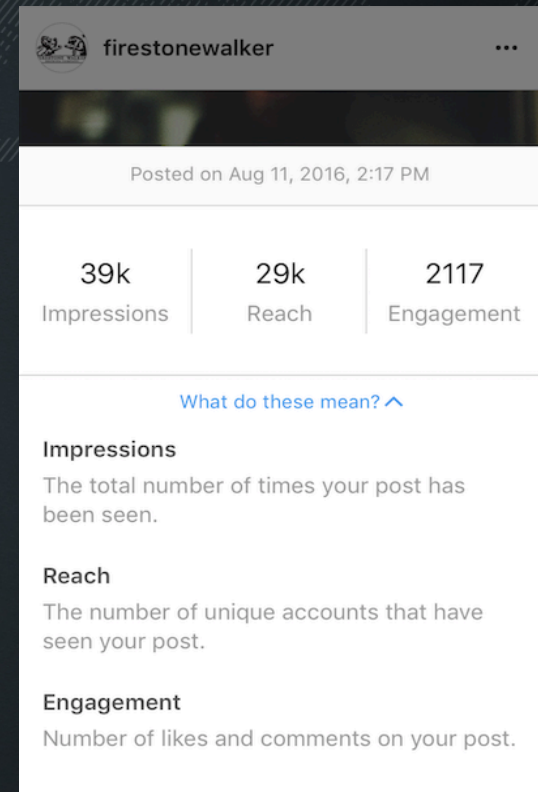 firestonewalker
Posted on Aug 11, 2016, 2:17 PM
39k
29k
2117
Impressions
Reach
Engagement
What do these mean?
Impressions
The total number of times your post has
been seen.
Reach
The number of unique accounts that have
seen your post.
Engagement
Number of likes and comments on your post.